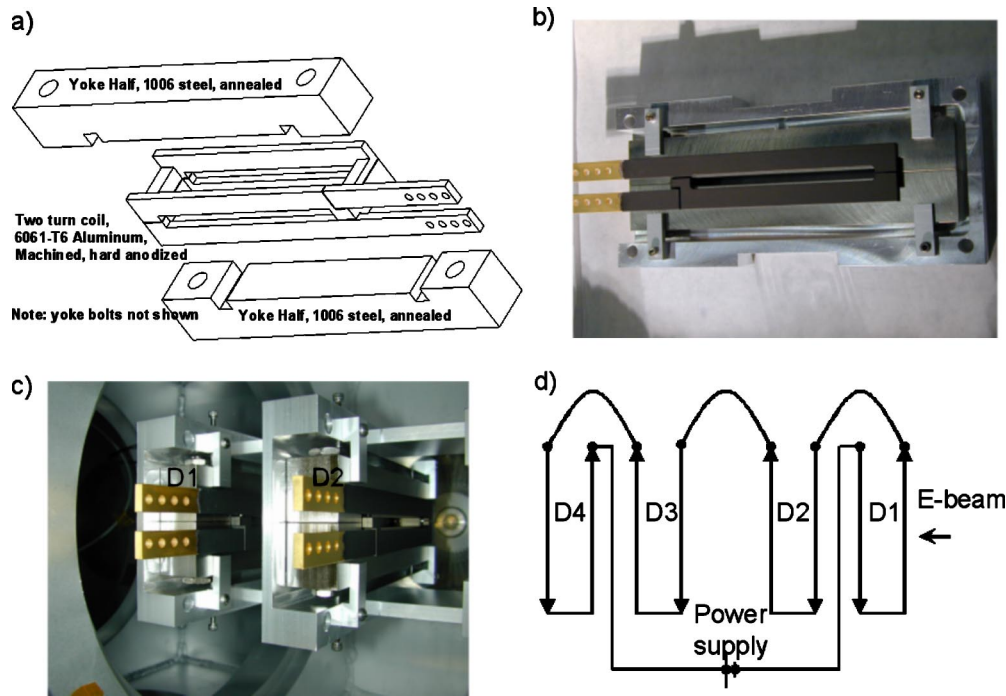 a)
Yoke Half, 1006 steel, annealed
Two turn coil,
6061-T6 Aluminum,
Machined, hard anodized
Note: yoke bolts not shown
Yoke Half, 1006 steel, annealed
b)
c)
D1
D2
d)
D4
D3
D2
D1
E-beam
Power
supply